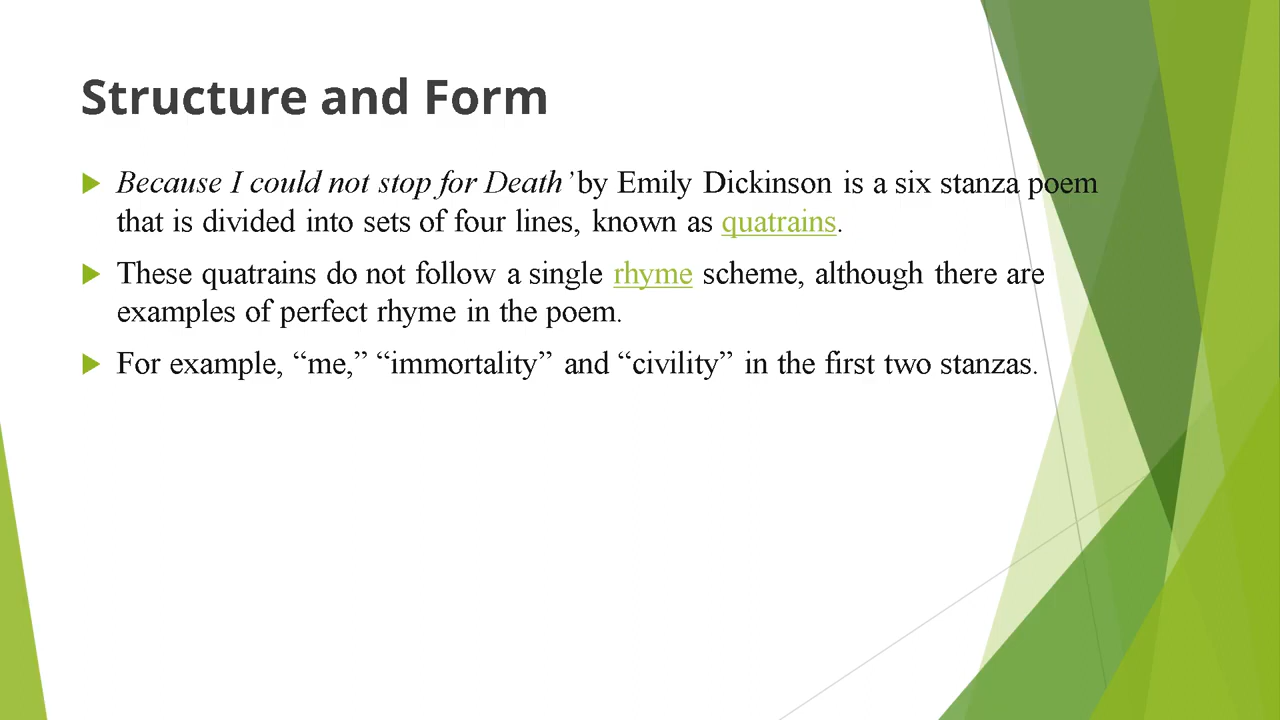 Structure and Form
Because I could not stop for Death’ by Emily Dickinson is a six stanza poem
that is divided into sets of four lines, known as quatrains.
These quatrains do not follow a single rhyme scheme, although there are
examples of perfect rhyme in the poem.
For example, “me,” “immortality” and “civility” in the first two stanzas.